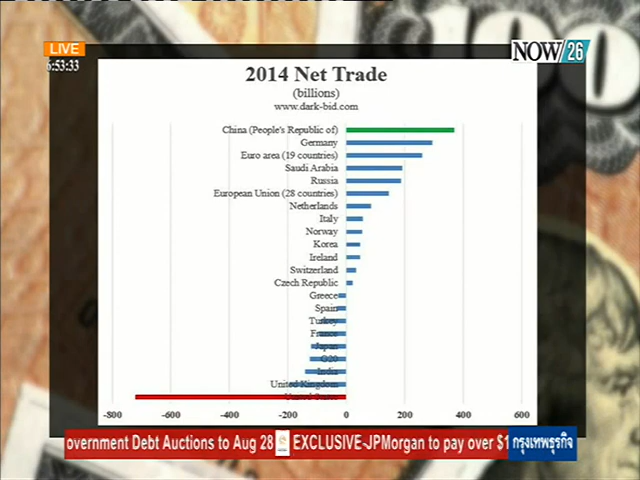 LIVE
6:53:33
NOW 26
100
2014 Net Trade
(billions)
www.dark-bid.com
China (People's Republic of)
Germany
Euro area (19 countries)
Saudi Arabia
Russia
European Union (28 countries)
Netherlands
Italy
Norway
Korea
Ireland
Switzerland
Czech Republic
Greece
Spain
Turkey
France
Japan
G20
India
United Kingdom
United States
-800 -600 -400 -200 0 200 400 600
overnment Debt Auctions to Aug 28 EXCLUSIVE-JPMorgan to pay over $1
กรุงเทพธุรกิจ